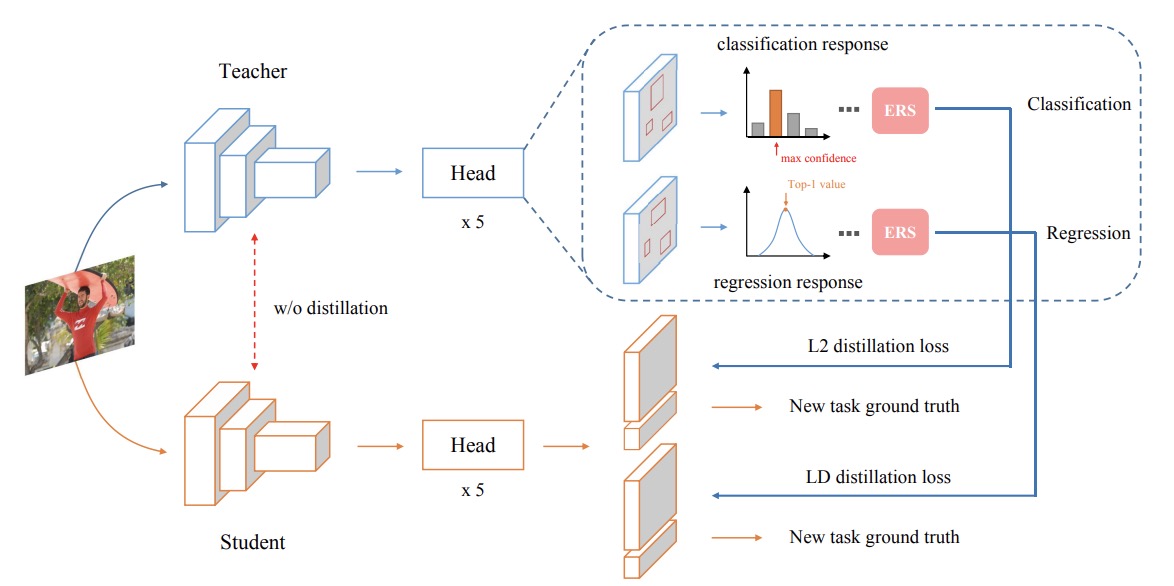 classification response
Teacher
ERS
Classification
max confidence
Head
x 5
Top-1 value
ERS
Regression
regression response
w/o distillation
L2 distillation loss
New task ground truth
Head
x 5
LD distillation loss
New task ground truth
Student